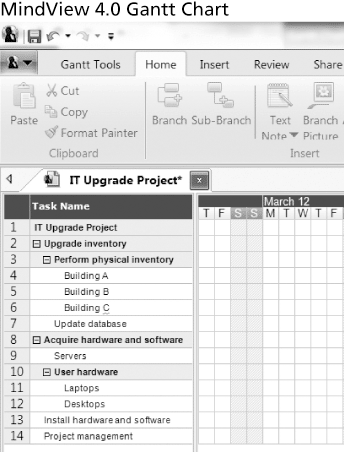 MindView 4.0 Gantt Chart
Gantt Tools Home Insert Review Share
Paste
Cut
Copy
Format Painter
Clipboard
Branch Sub-Branch Text Branch
Note Picture
Insert
IT Upgrade Project* x
Task Name March 12
T F S S M T W T F
1 IT Upgrade Project
2 Upgrade inventory
3 Perform physical inventory
4 Building A
5 Building B
6 Building C
7 Update database
8 Acquire hardware and software
9 Servers
10 User hardware
11 Laptops
12 Desktops
13 Install hardware and software
14 Project management